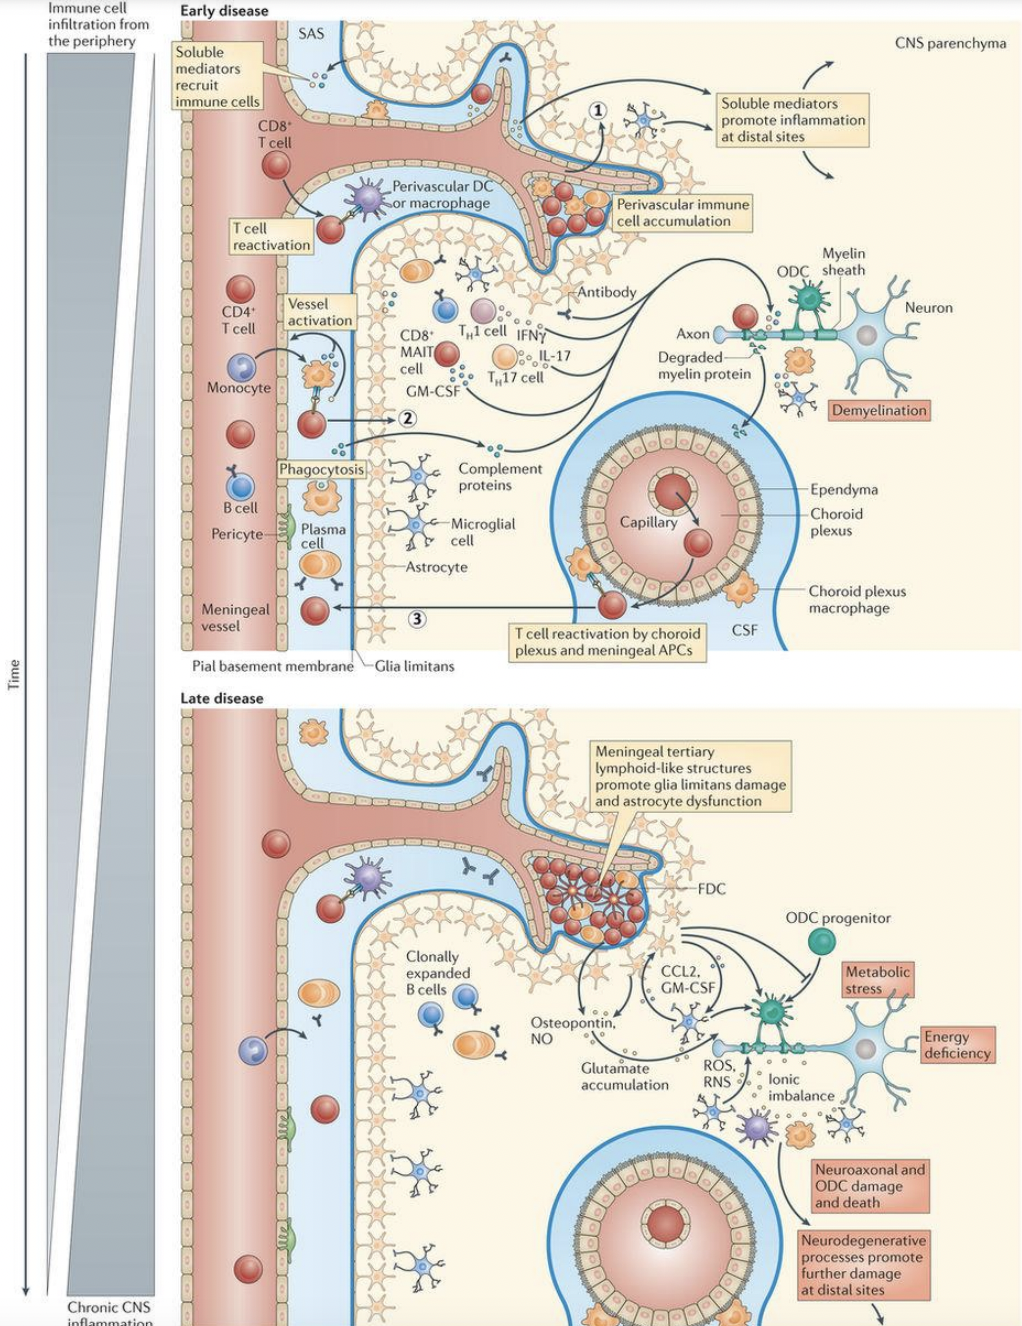 Immune cell
infiltration from
the periphery
Early disease
SAS
CNS parenchyma
Soluble
mediators
recruit
immune cells
Soluble mediators
promote inflammation
at distal sites
1
CD8⁺
T cell
Perivascular DC
or macrophage
Perivascular immune
cell accumulation
T cell
reactivation
Myelin
sheath
ODC
Neuron
Antibody
CD4⁺
T cell
Vessel
activation
T_H1 cell
IFNγ
CD8⁺
MAIT
cell
IL-17
T_H17 cell
GM-CSF
Axon
Degraded
myelin protein
Monocyte
Demyelination
2
Phagocytosis
Complement
proteins
B cell
Ependyma
Capillary
Choroid
plexus
Pericyte
Plasma
cell
Microglial
cell
Astrocyte
Choroid plexus
macrophage
Meningeal
vessel
3
T cell reactivation by choroid
plexus and meningeal APCs
CSF
Pial basement membrane
Glia limitans
Time
Late disease
Meningeal tertiary
lymphoid-like structures
promote glia limitans damage
and astrocyte dysfunction
FDC
ODC progenitor
Clonally
expanded
B cells
CCL2,
GM-CSF
Metabolic
stress
Osteopontin,
NO
Energy
deficiency
Glutamate
accumulation
ROS,
RNS
Ionic
imbalance
Neuroaxonal and
ODC damage
and death
Neurodegenerative
processes promote
further damage
at distal sites
Chronic CNS
inflammation